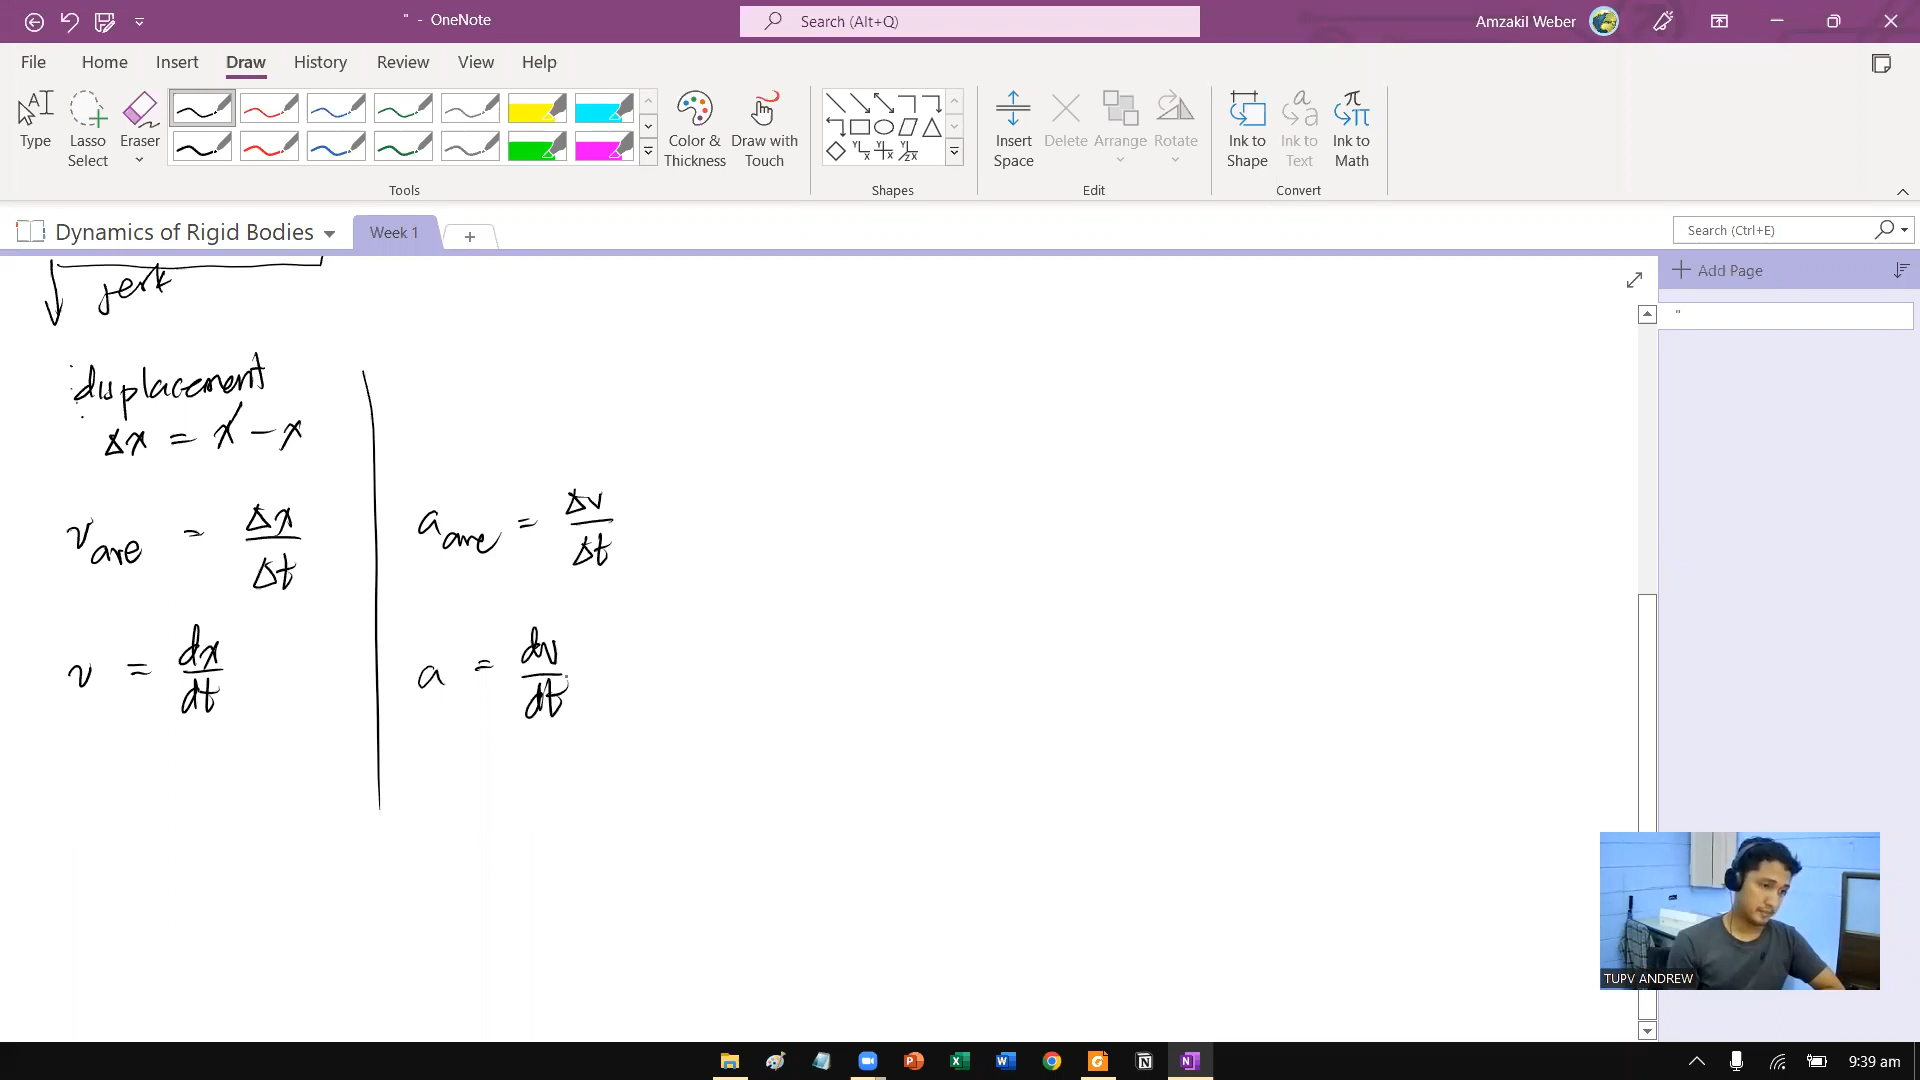 " - OneNote
Search (Alt+Q)
Amzakil Weber
File Home Insert Draw History Review View Help
Type
Lasso Select
Eraser
Color & Thickness
Draw with Touch
Insert Space
Delete
Arrange
Rotate
Ink to Shape
Ink to Text
Ink to Math
Tools
Shapes
Edit
Convert
Dynamics of Rigid Bodies
Week 1
Search (Ctrl+E)
Add Page
"
jerk
displacement
Δx = x' - x
v_ave = Δx/Δt
a_ave = Δv/Δt
v = dx/dt
a = dv/dt
TUPV ANDREW
9:39 am